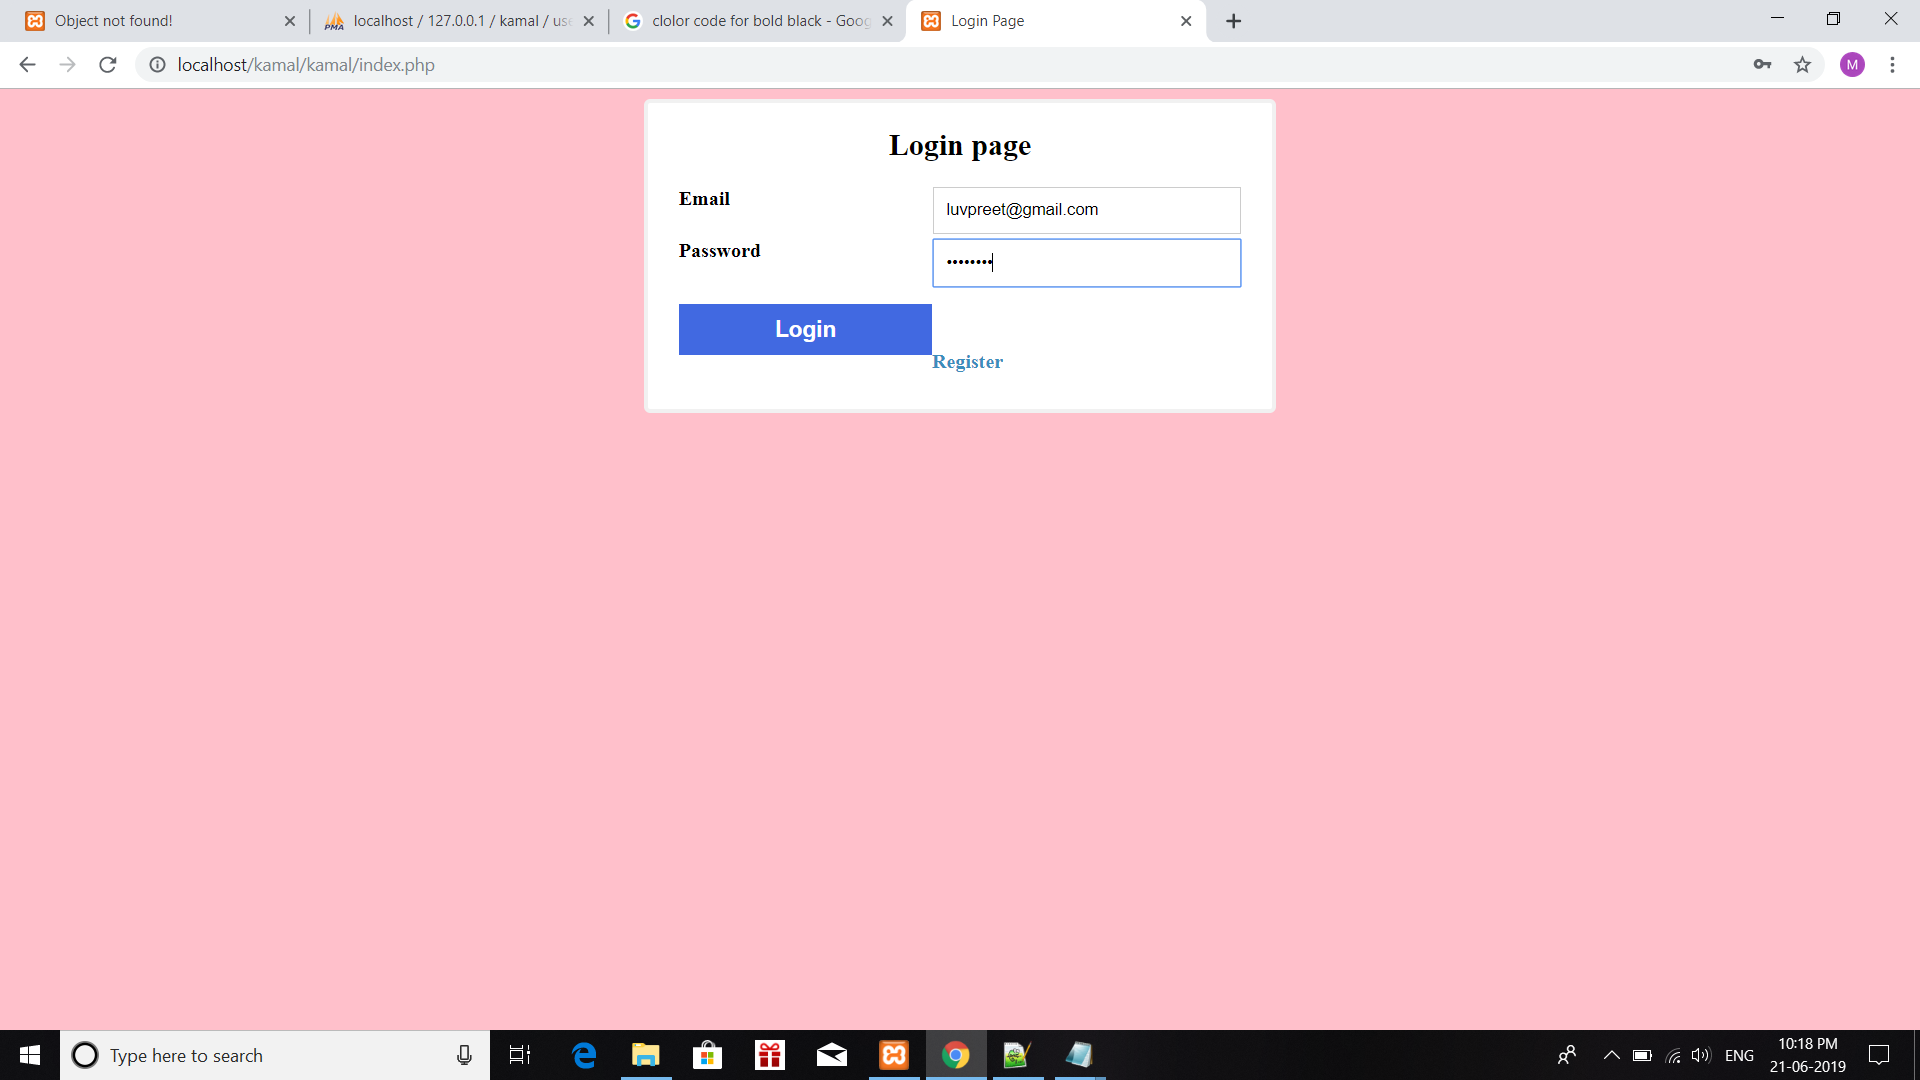 Object not found!
localhost / 127.0.0.1 / kamal / us
clolor code for bold black - Goog
Login Page
localhost/kamal/kamal/index.php
M
Login page
Email
luvpreet@gmail.com
Password
••••••••
Login
Register
Type here to search
ENG
10:18 PM
21-06-2019